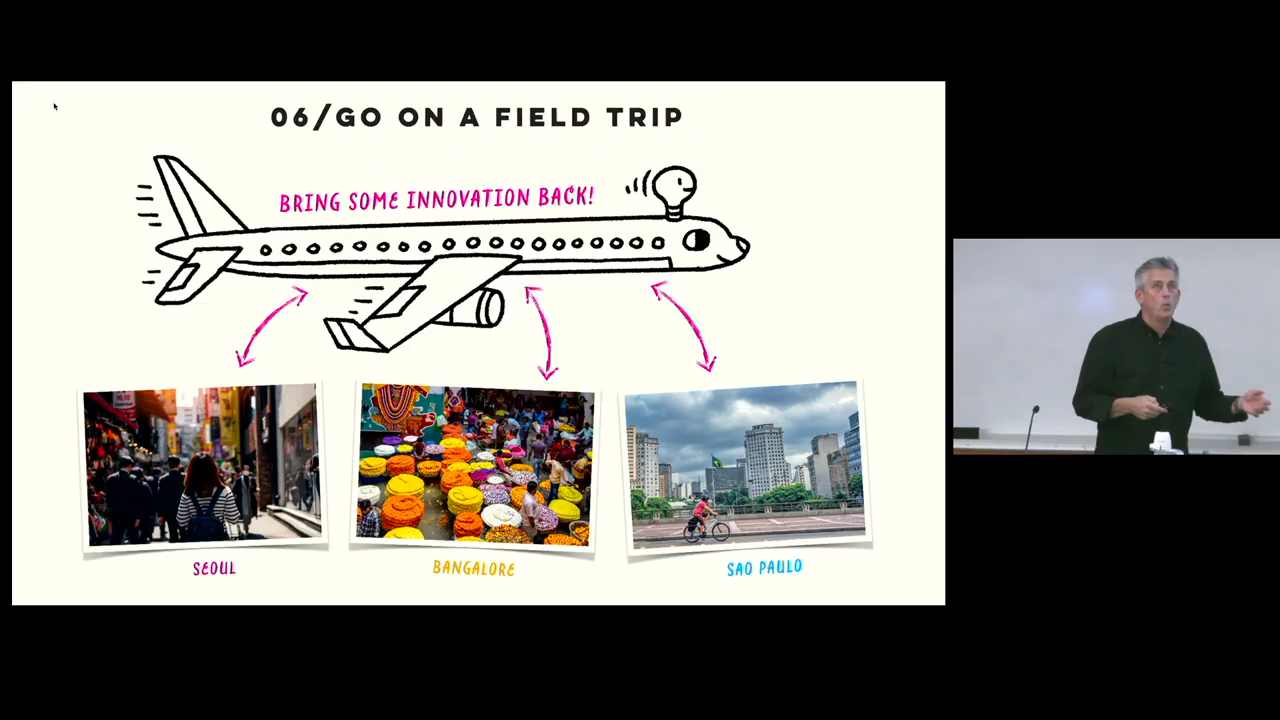 06/GO ON A FIELD TRIP
BRING SOME INNOVATION BACK!
SEOUL
BANGALORE
SAO PAULO